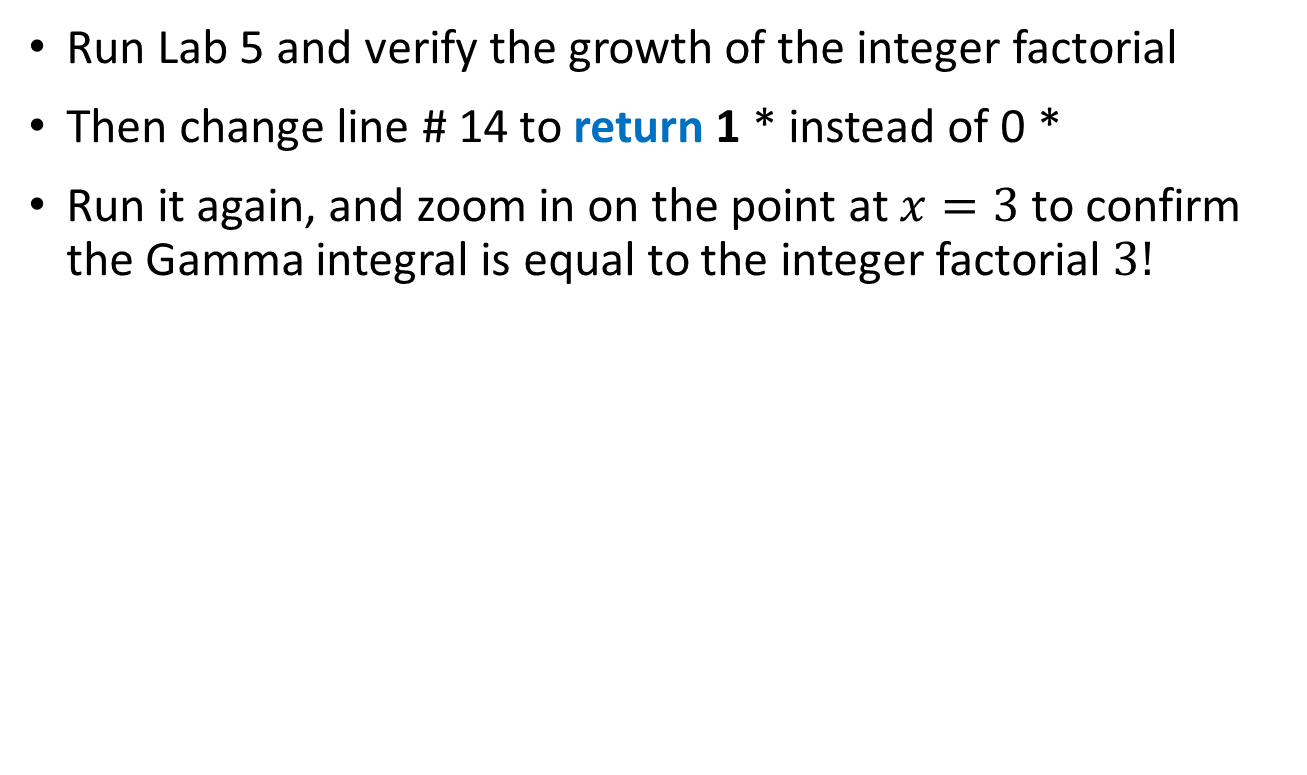 • Run Lab 5 and verify the growth of the integer factorial
• Then change line # 14 to return 1 * instead of 0 *
• Run it again, and zoom in on the point at x = 3 to confirm
the Gamma integral is equal to the integer factorial 3!